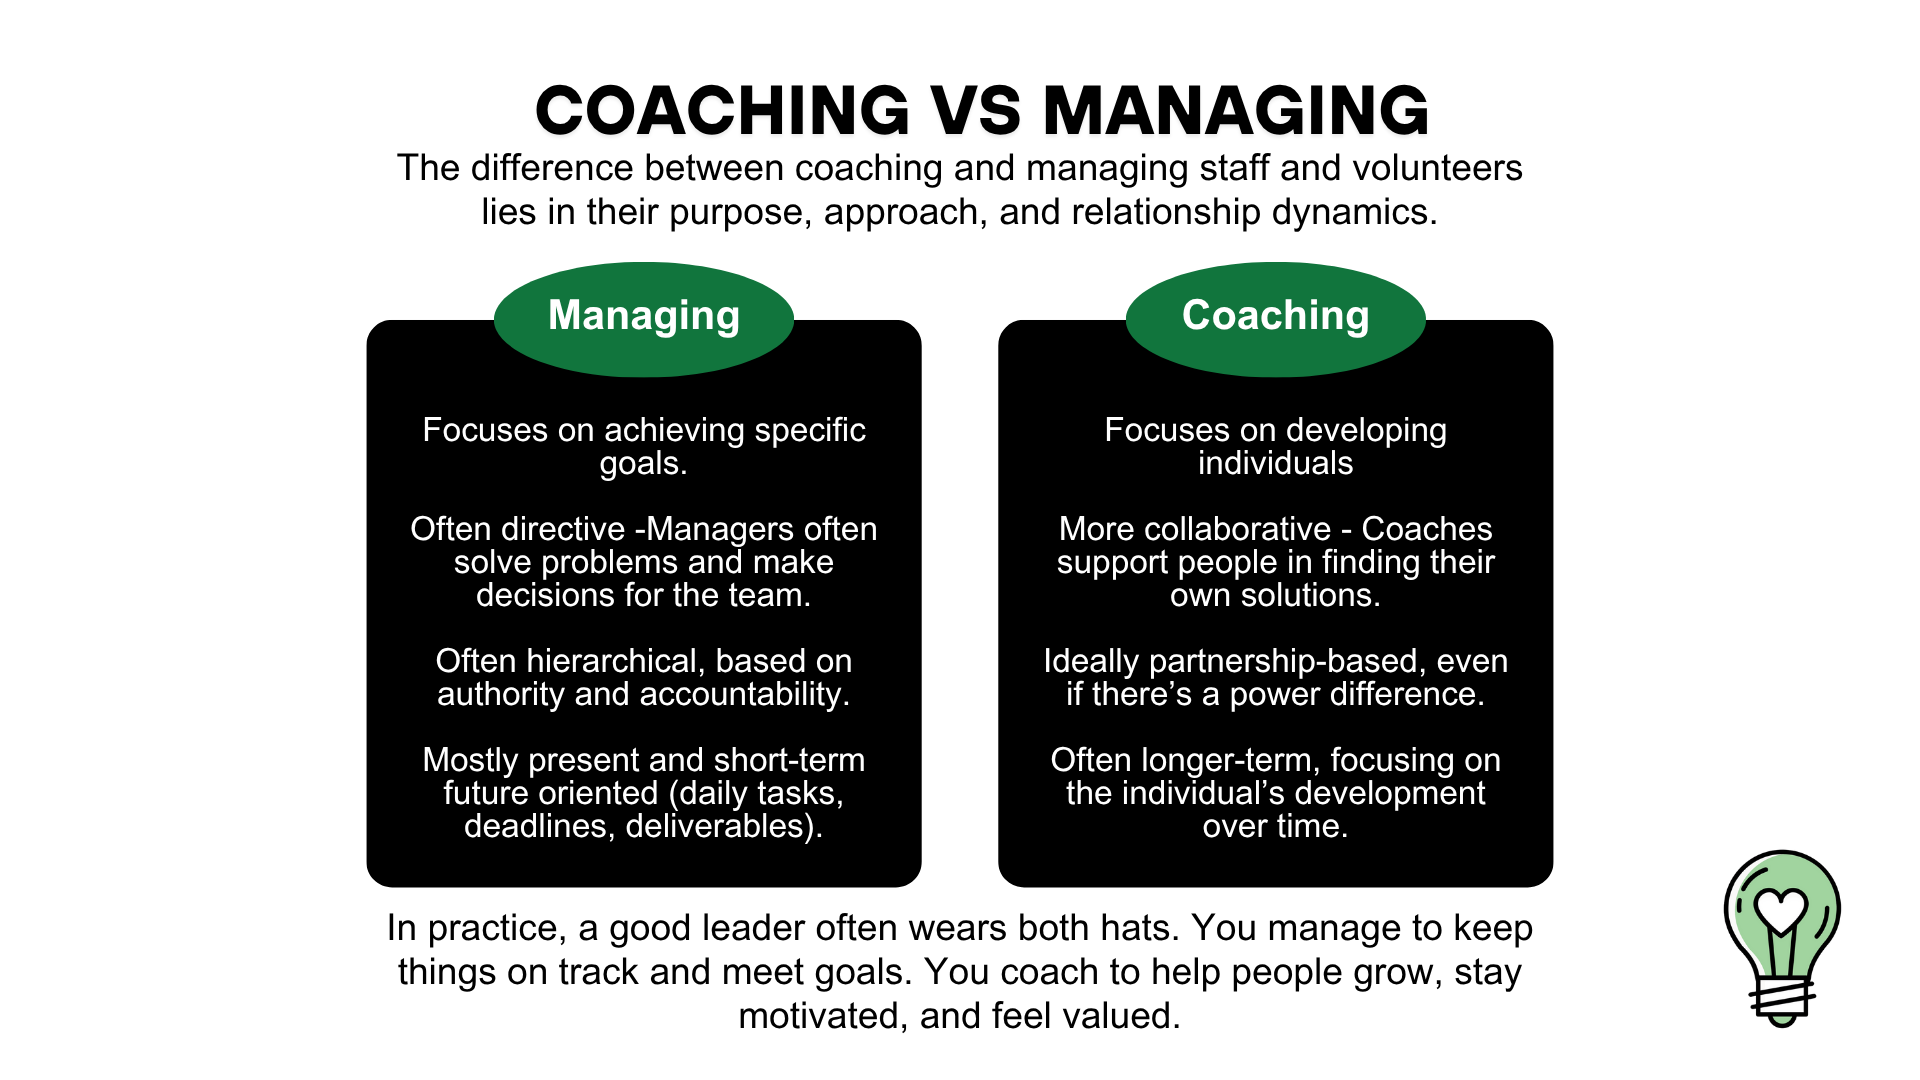 COACHING VS MANAGING
The difference between coaching and managing staff and volunteers
lies in their purpose, approach, and relationship dynamics.
Managing
Focuses on achieving specific
goals.
Often directive -Managers often
solve problems and make
decisions for the team.
Often hierarchical, based on
authority and accountability.
Mostly present and short-term
future oriented (daily tasks,
deadlines, deliverables).
Coaching
Focuses on developing
individuals
More collaborative - Coaches
support people in finding their
own solutions.
Ideally partnership-based, even
if there’s a power difference.
Often longer-term, focusing on
the individual’s development
over time.
In practice, a good leader often wears both hats. You manage to keep
things on track and meet goals. You coach to help people grow, stay
motivated, and feel valued.